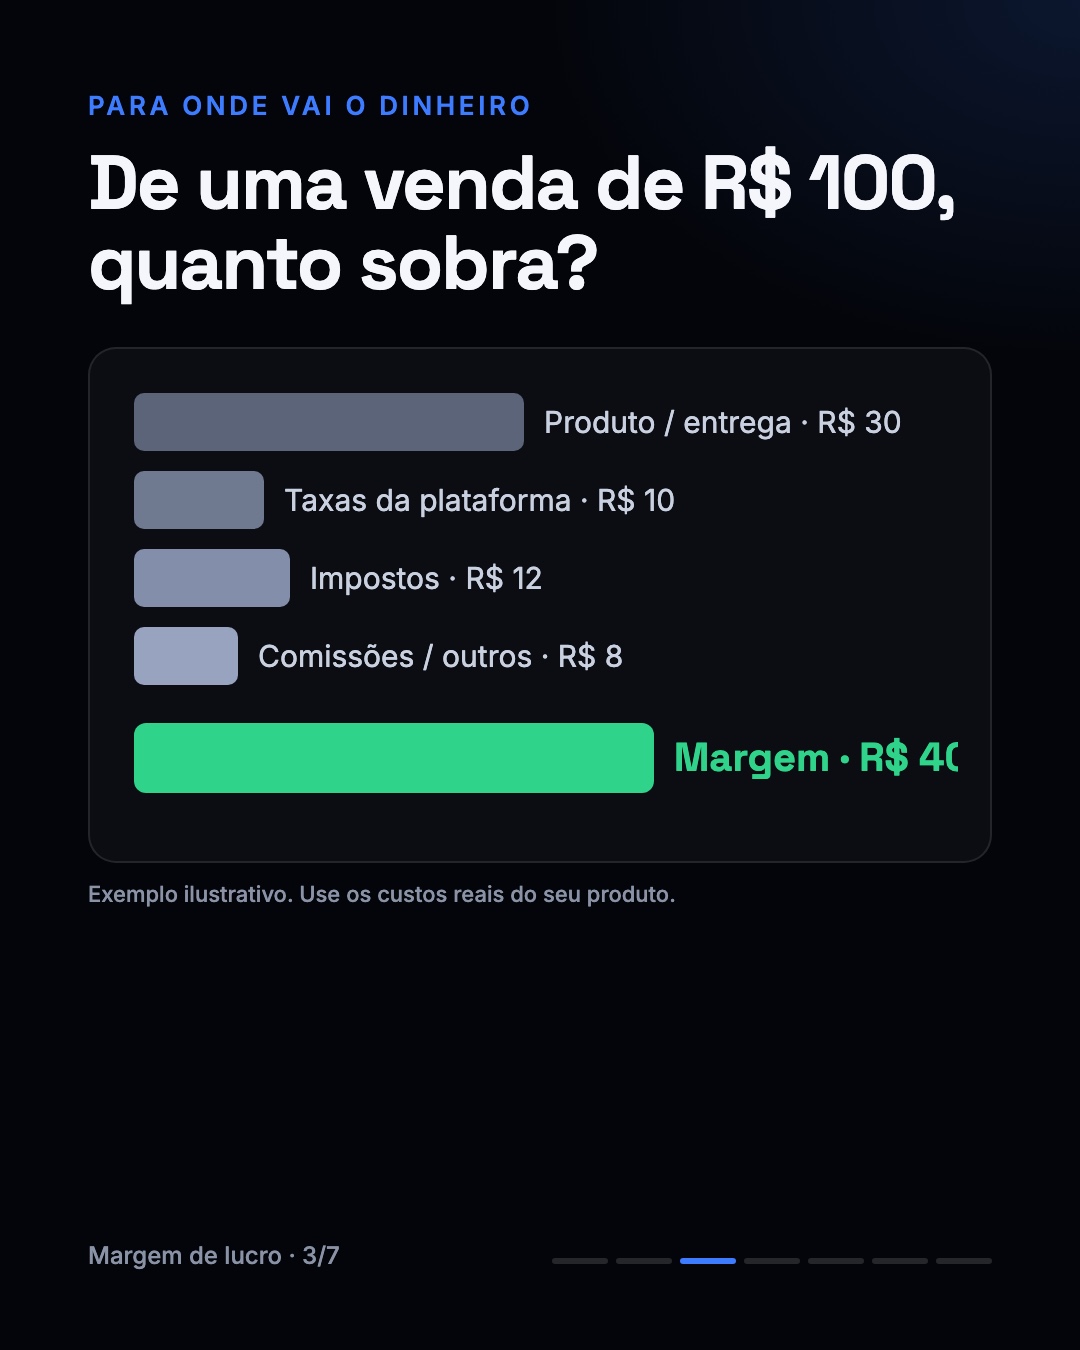 PARA ONDE VAI O DINHEIRO
De uma venda de R$ 100,
quanto sobra?
Produto / entrega · R$ 30
Taxas da plataforma · R$ 10
Impostos · R$ 12
Comissões / outros · R$ 8
Margem · R$ 40
Exemplo ilustrativo. Use os custos reais do seu produto.
Margem de lucro · 3/7